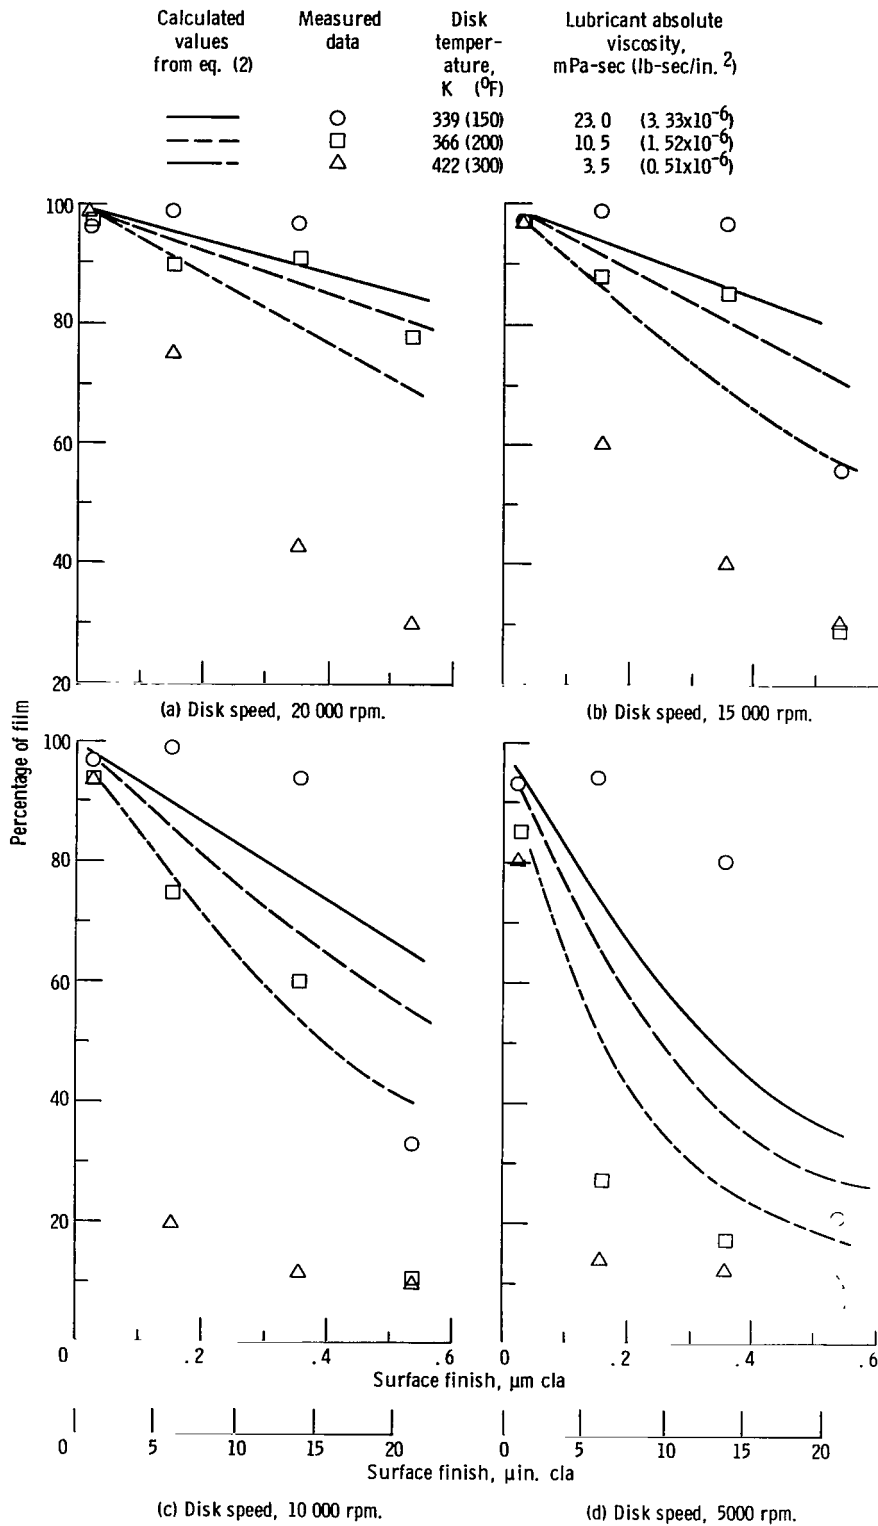 Calculated values from eq. (2)
Measured data
Disk temper- ature, K (°F)
Lubricant absolute viscosity, mPa-sec (lb-sec/in. 2)
339 (150) 23.0 (3.33x10-6)
366 (200) 10.5 (1.52x10-6)
422 (300) 3.5 (0.51x10-6)
Percentage of film
100
80
60
40
20
(a) Disk speed, 20 000 rpm.
(b) Disk speed, 15 000 rpm.
100
80
60
40
20
0 .2 .4 .6
0 .2 .4 .6
Surface finish, μm cla
0 5 10 15 20
0 5 10 15 20
Surface finish, μin. cla
(c) Disk speed, 10 000 rpm.
(d) Disk speed, 5000 rpm.